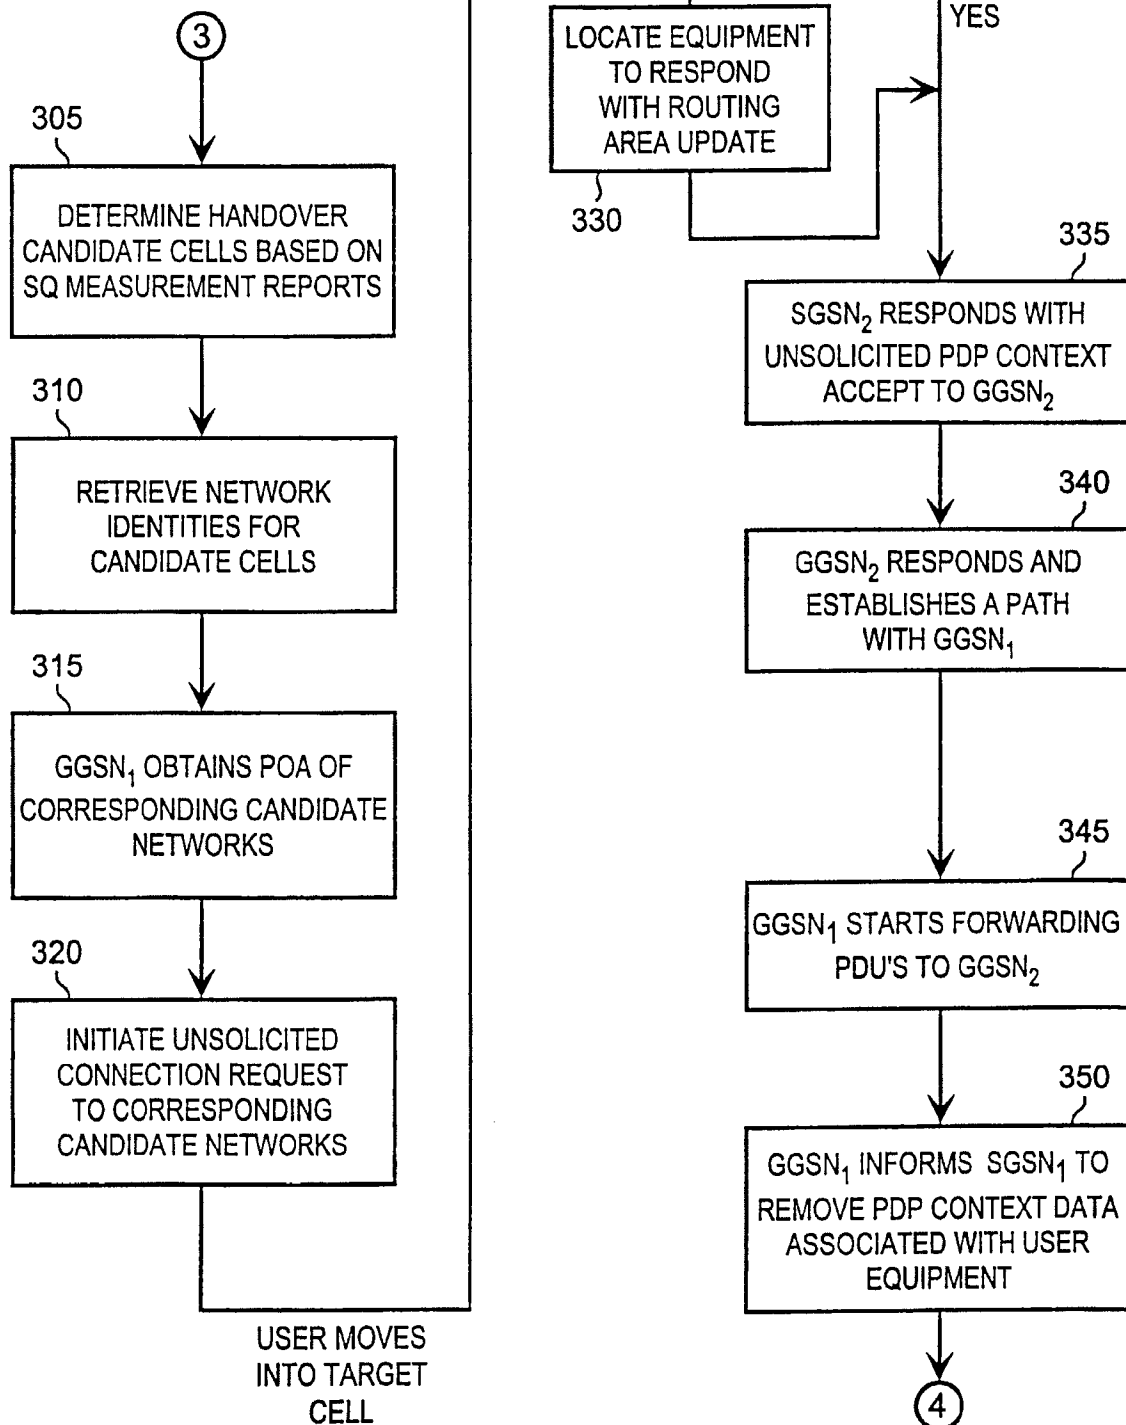 3
305
DETERMINE HANDOVER
CANDIDATE CELLS BASED ON
SQ MEASUREMENT REPORTS
310
RETRIEVE NETWORK
IDENTITIES FOR
CANDIDATE CELLS
315
GGSN1 OBTAINS POA OF
CORRESPONDING CANDIDATE
NETWORKS
320
INITIATE UNSOLICITED
CONNECTION REQUEST
TO CORRESPONDING
CANDIDATE NETWORKS
USER MOVES
INTO TARGET
CELL
YES
LOCATE EQUIPMENT
TO RESPOND
WITH ROUTING
AREA UPDATE
330
335
SGSN2 RESPONDS WITH
UNSOLICITED PDP CONTEXT
ACCEPT TO GGSN2
340
GGSN2 RESPONDS AND
ESTABLISHES A PATH
WITH GGSN1
345
GGSN1 STARTS FORWARDING
PDU'S TO GGSN2
350
GGSN1 INFORMS SGSN1 TO
REMOVE PDP CONTEXT DATA
ASSOCIATED WITH USER
EQUIPMENT
4